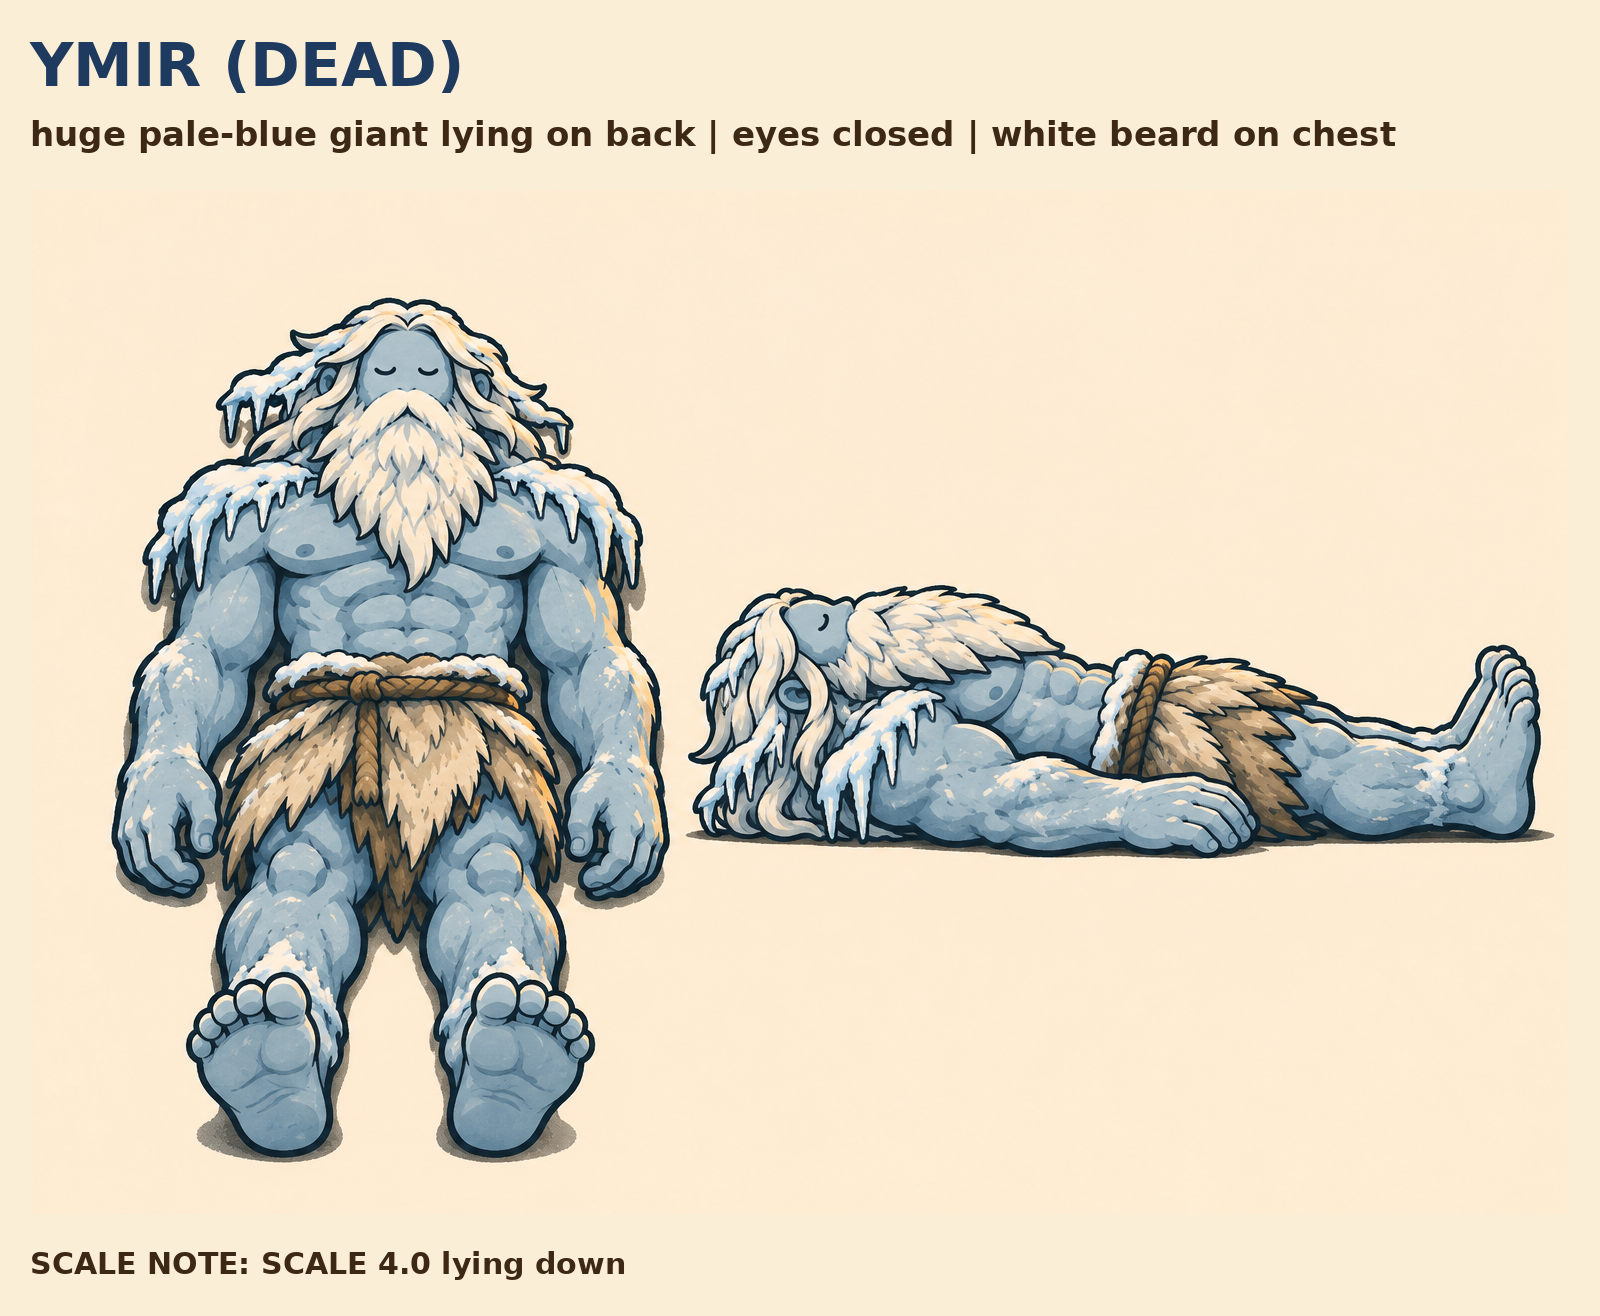 YMIR (DEAD)
huge pale-blue giant lying on back | eyes closed | white beard on chest
SCALE NOTE: SCALE 4.0 lying down